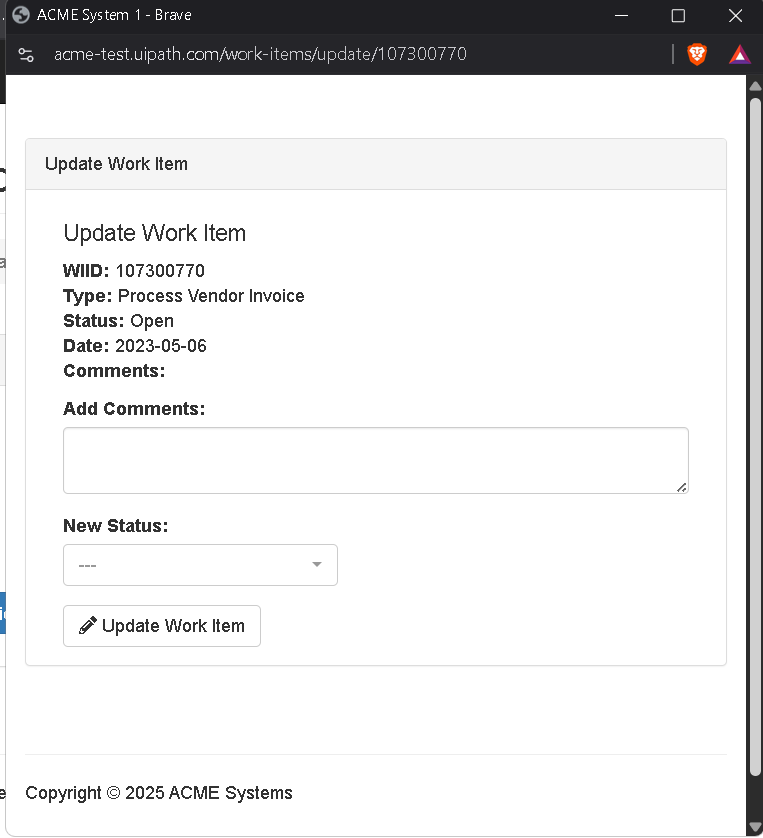 ACME System 1 - Brave
acme-test.uipath.com/work-items/update/107300770
Update Work Item
Update Work Item
WIID: 107300770
Type: Process Vendor Invoice
Status: Open
Date: 2023-05-06
Comments:
Add Comments:
New Status:
---
Update Work Item
Copyright © 2025 ACME Systems